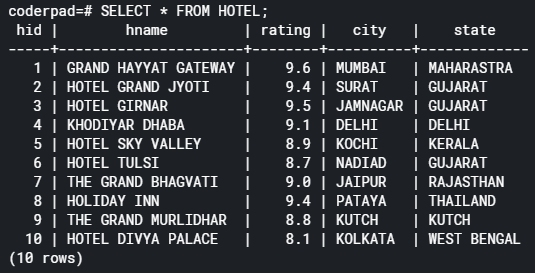 coderpad=# SELECT * FROM HOTEL;
 hid |        hname        | rating |   city   |    state
-----+---------------------+--------+----------+-------------
   1 | GRAND HAYYAT GATEWAY |    9.6 | MUMBAI   | MAHARASTRA
   2 | HOTEL GRAND JYOTI    |    9.4 | SURAT    | GUJARAT
   3 | HOTEL GIRNAR         |    9.5 | JAMNAGAR | GUJARAT
   4 | KHODIYAR DHABA       |    9.1 | DELHI    | DELHI
   5 | HOTEL SKY VALLEY     |    8.9 | KOCHI    | KERALA
   6 | HOTEL TULSI          |    8.7 | NADIAD   | GUJARAT
   7 | THE GRAND BHAGVATI   |    9.0 | JAIPUR   | RAJASTHAN
   8 | HOLIDAY INN          |    9.4 | PATAYA   | THAILAND
   9 | THE GRAND MURLIDHAR  |    8.8 | KUTCH    | KUTCH
  10 | HOTEL DIVYA PALACE   |    8.1 | KOLKATA  | WEST BENGAL
(10 rows)